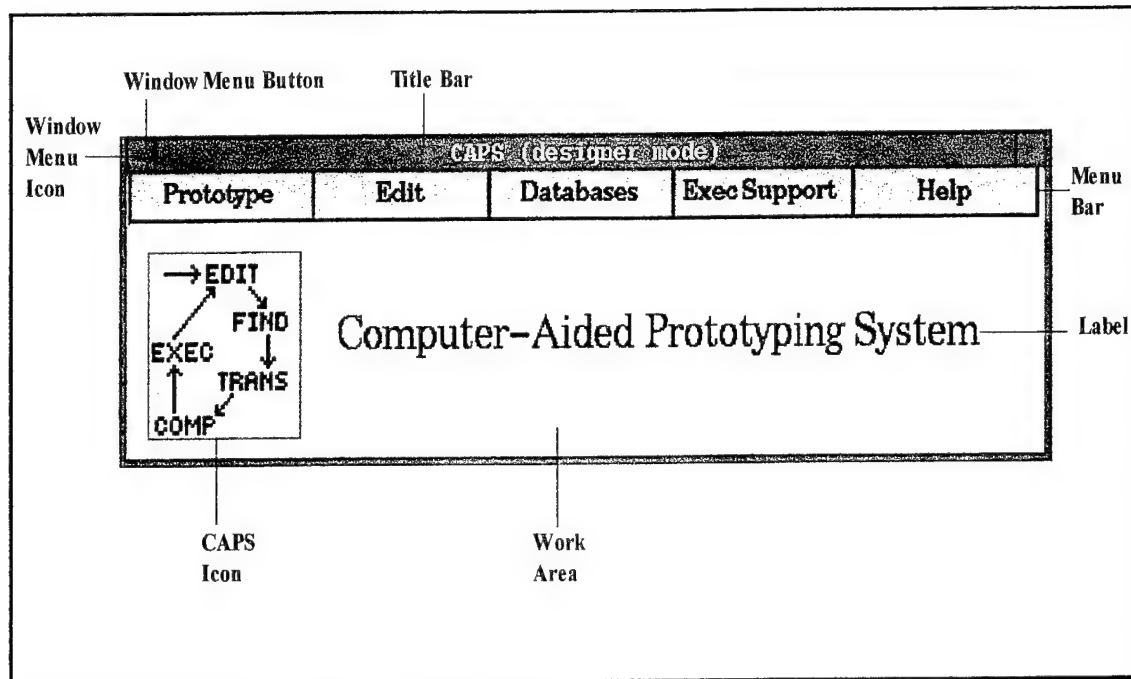 Window Menu Button
Title Bar
Window
Menu
Icon
CAPS (designer mode)
Prototype
Edit
Databases
Exec Support
Help
Menu
Bar
EDIT
FIND
EXEC
TRANS
COMP
Computer-Aided Prototyping System
Label
CAPS
Icon
Work
Area